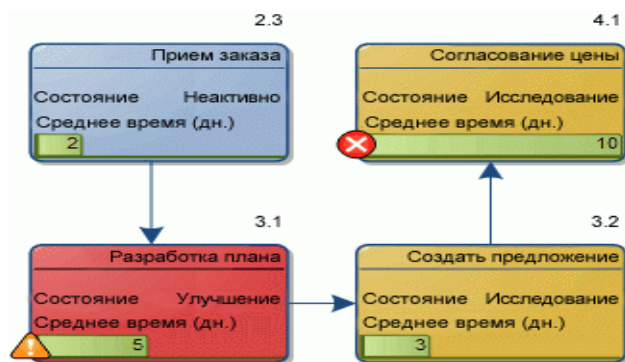 2.3
Прием заказа
Состояние Неактивно
Среднее время (дн.)
2
4.1
Согласование цены
Состояние Исследование
Среднее время (дн.)
10
3.1
Разработка плана
Состояние Улучшение
Среднее время (дн.)
5
3.2
Создать предложение
Состояние Исследование
Среднее время (дн.)
3